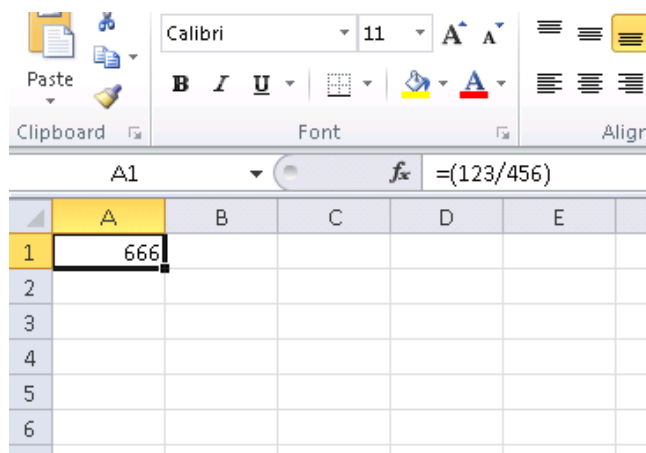 Calibri 11 A A
Paste
B I U A
Clipboard Font Align
A1 fx =(123/456)
A B C D E
1 666
2
3
4
5
6